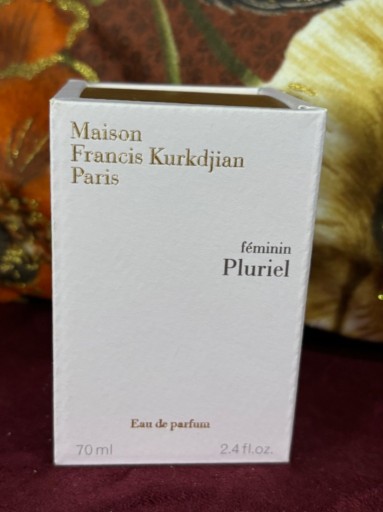 Maison
Francis Kurkdjian
Paris
féminin
Pluriel
Eau de parfum
70 ml 2.4 fl.oz.